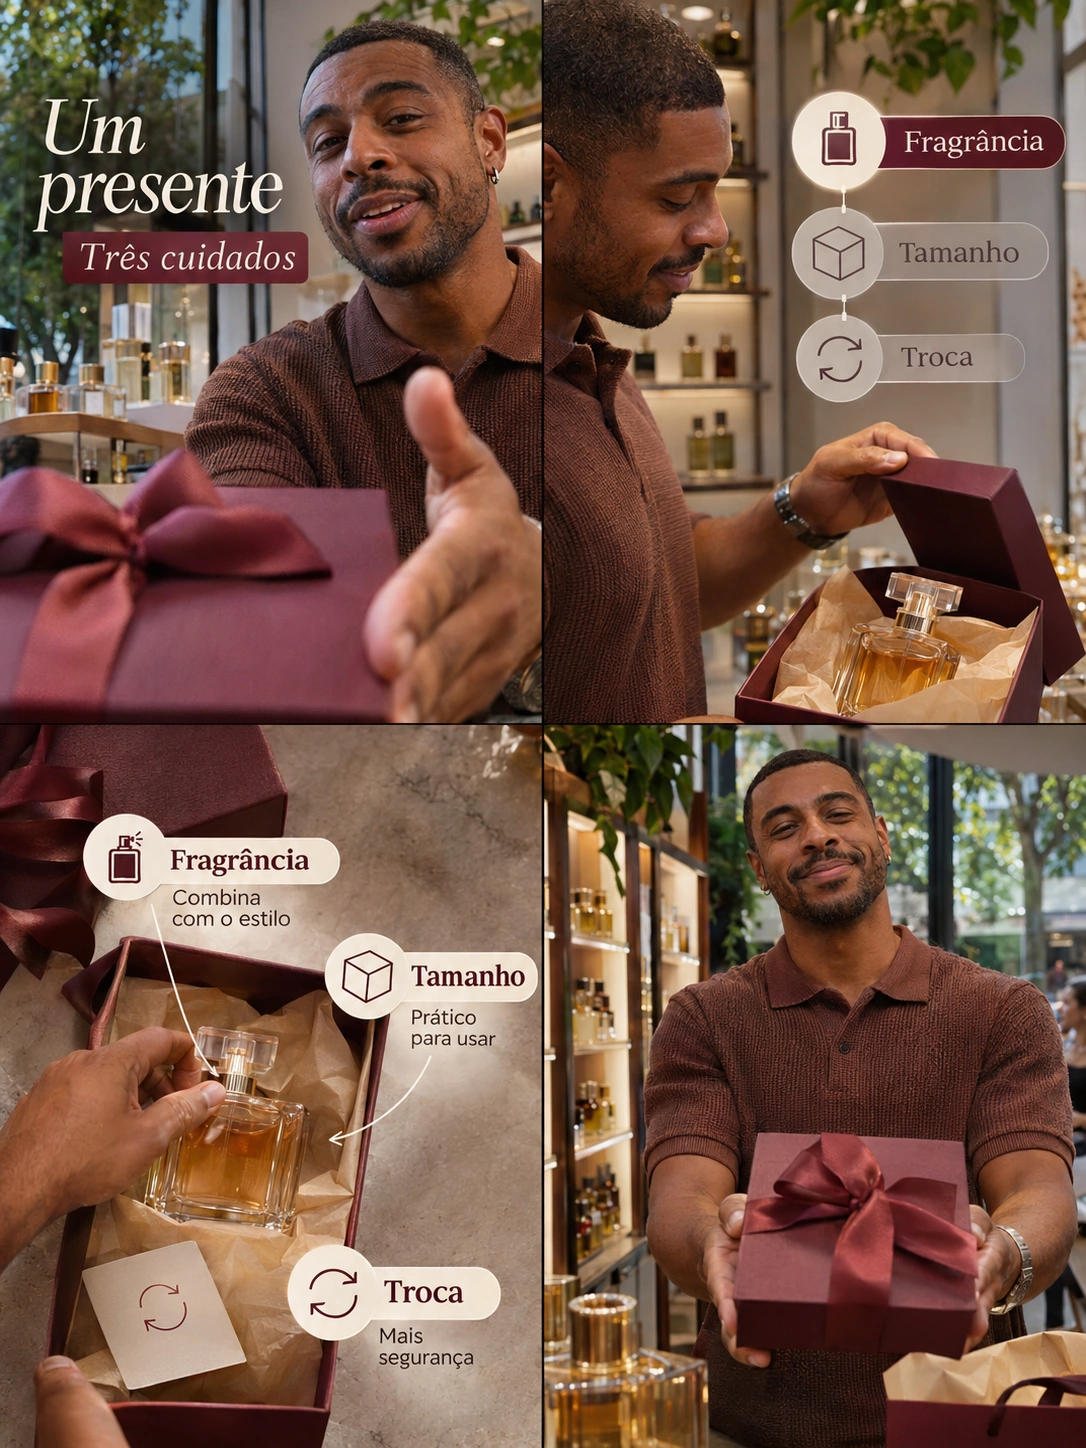 Um
presente
Três cuidados
Fragrância
Tamanho
Troca
Fragrância
Combina
com o estilo
Tamanho
Prático
para usar
Troca
Mais
segurança